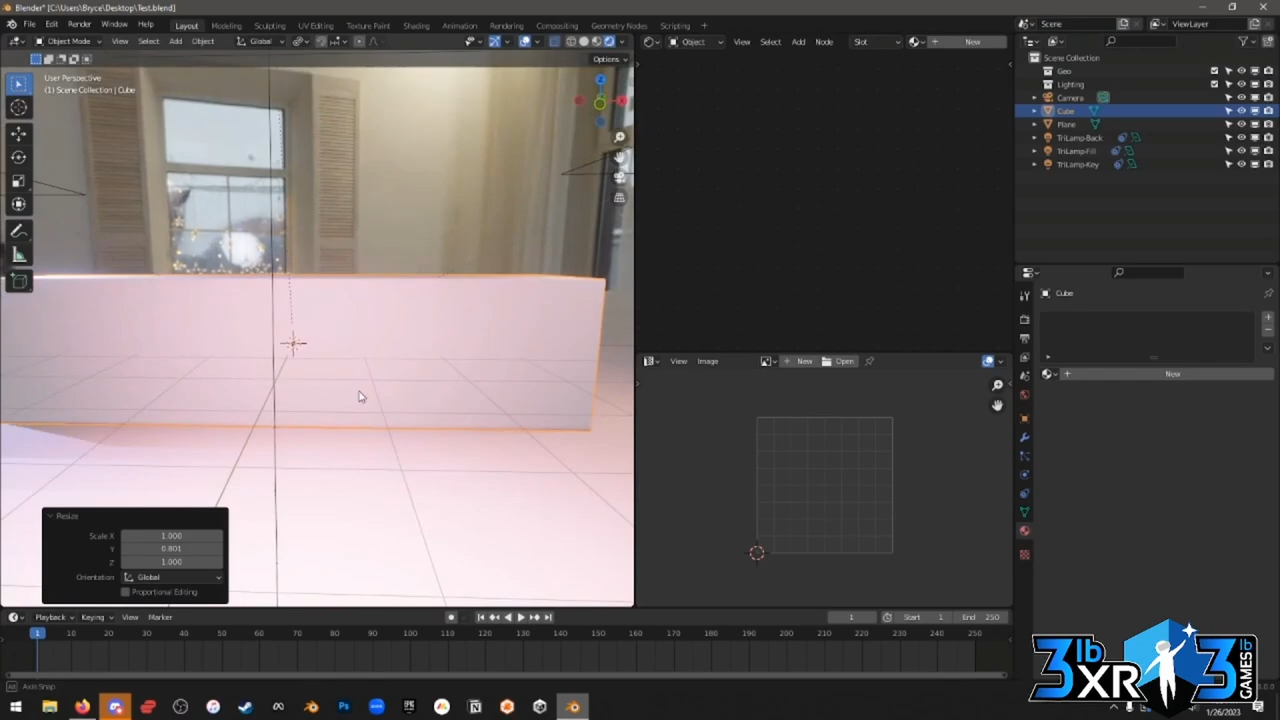 Blender* [C:\Users\Bryce\Desktop\Test.blend]
File Edit Render Window Help Layout Modeling Sculpting UV Editing Texture Paint Shading Animation Rendering Compositing Geometry Nodes Scripting + Scene ViewLayer
Object Mode View Select Add Object Global Object View Select Add Node Slot New
Options
User Perspective
(1) Scene Collection | Cube
Scene Collection
Geo
Lighting
Camera
Cube
Plane
TriLamp-Back
TriLamp-Fill
TriLamp-Key
Cube
New
View Image New Open
Resize
Scale X 1.000
Y 0.801
Z 1.000
Orientation Global
Proportional Editing
Playback Keying View Marker 1 Start 1 End 250
1 10 20 30 40 50 60 70 80 90 100 110 120 130 140 150 160 170 180 190 200 210 220 230 240 250
Axis Snap
3lb XR 3lb GAMES
1/26/2023